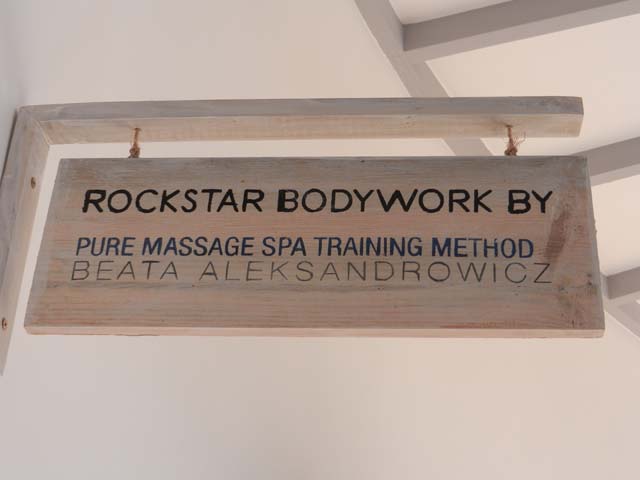 ROCKSTAR BODYWORK BY
PURE MASSAGE SPA TRAINING METHOD
BEATA ALEKSANDROWICZ